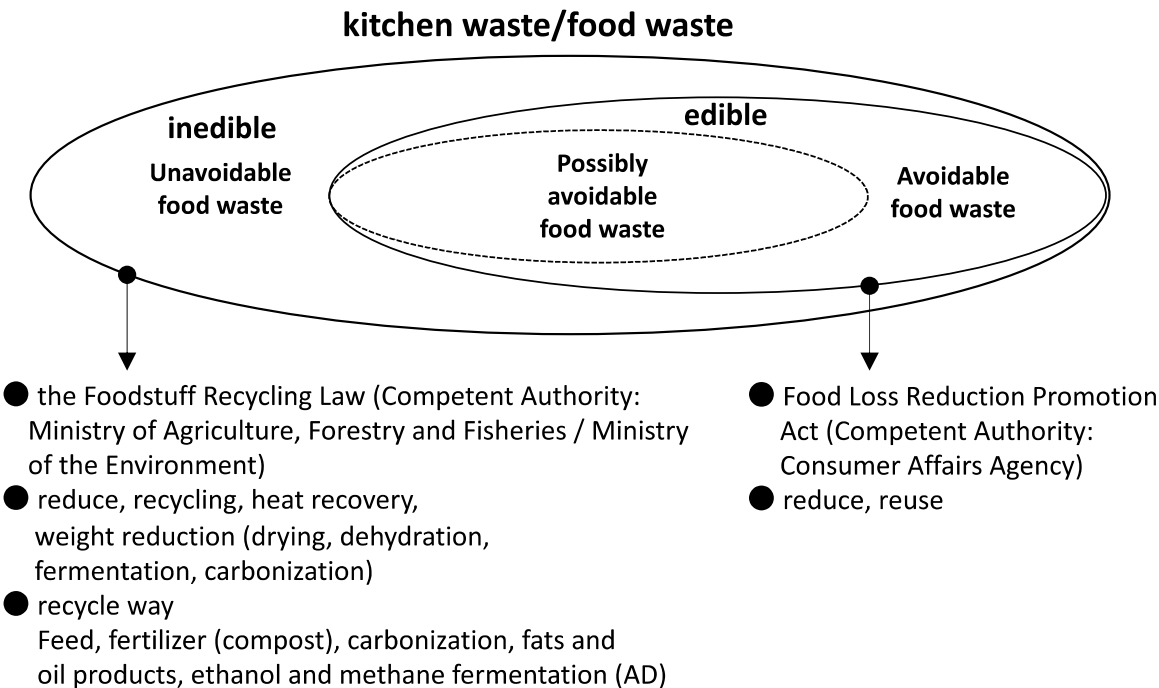 kitchen waste/food waste
inedible
Unavoidable
food waste
edible
Possibly
avoidable
food waste
Avoidable
food waste
● the Foodstuff Recycling Law (Competent Authority:
Ministry of Agriculture, Forestry and Fisheries / Ministry
of the Environment)
● reduce, recycling, heat recovery,
weight reduction (drying, dehydration,
fermentation, carbonization)
● recycle way
Feed, fertilizer (compost), carbonization, fats and
oil products, ethanol and methane fermentation (AD)
● Food Loss Reduction Promotion
Act (Competent Authority:
Consumer Affairs Agency)
● reduce, reuse